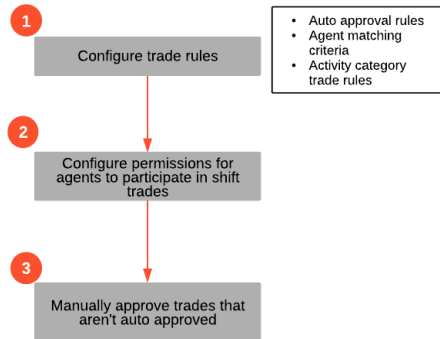 1
Configure trade rules
• Auto approval rules
• Agent matching
criteria
• Activity category
trade rules
2
Configure permissions for
agents to participate in shift
trades
3
Manually approve trades that
aren't auto approved